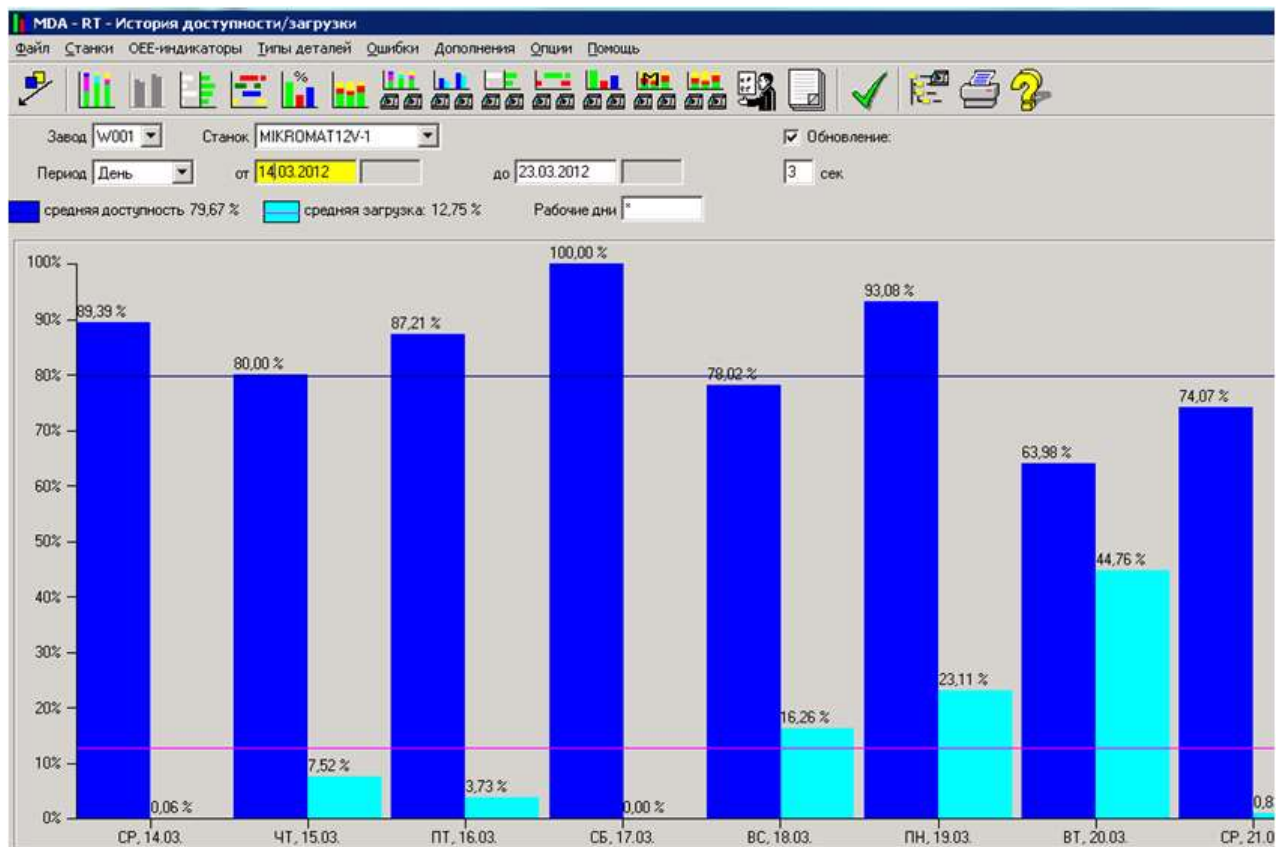 MDA - RT - История доступности/загрузки
Файл Станки OEE-индикаторы Типы деталей Ошибки Дополнения Опции Помощь
%
Завод W001 Станок MIKROMAT12V-1 Обновление:
Период День от 14.03.2012 до 23.03.2012 3 сек
средняя доступность 79,67 % средняя загрузка: 12,75 % Рабочие дни *
100% 100,00 %
93,08 %
90% 89,39 % 87,21 %
80% 80,00 % 78,02 %
74,07 %
70%
63,98 %
60%
50%
44,76 %
40%
30%
23,11 %
20%
16,26 %
10%
7,52 %
3,73 %
0% 0,06 % 0,00 % 0,8
СР, 14.03. ЧТ, 15.03. ПТ, 16.03. СБ, 17.03. ВС, 18.03. ПН, 19.03. ВТ, 20.03. СР, 21.0